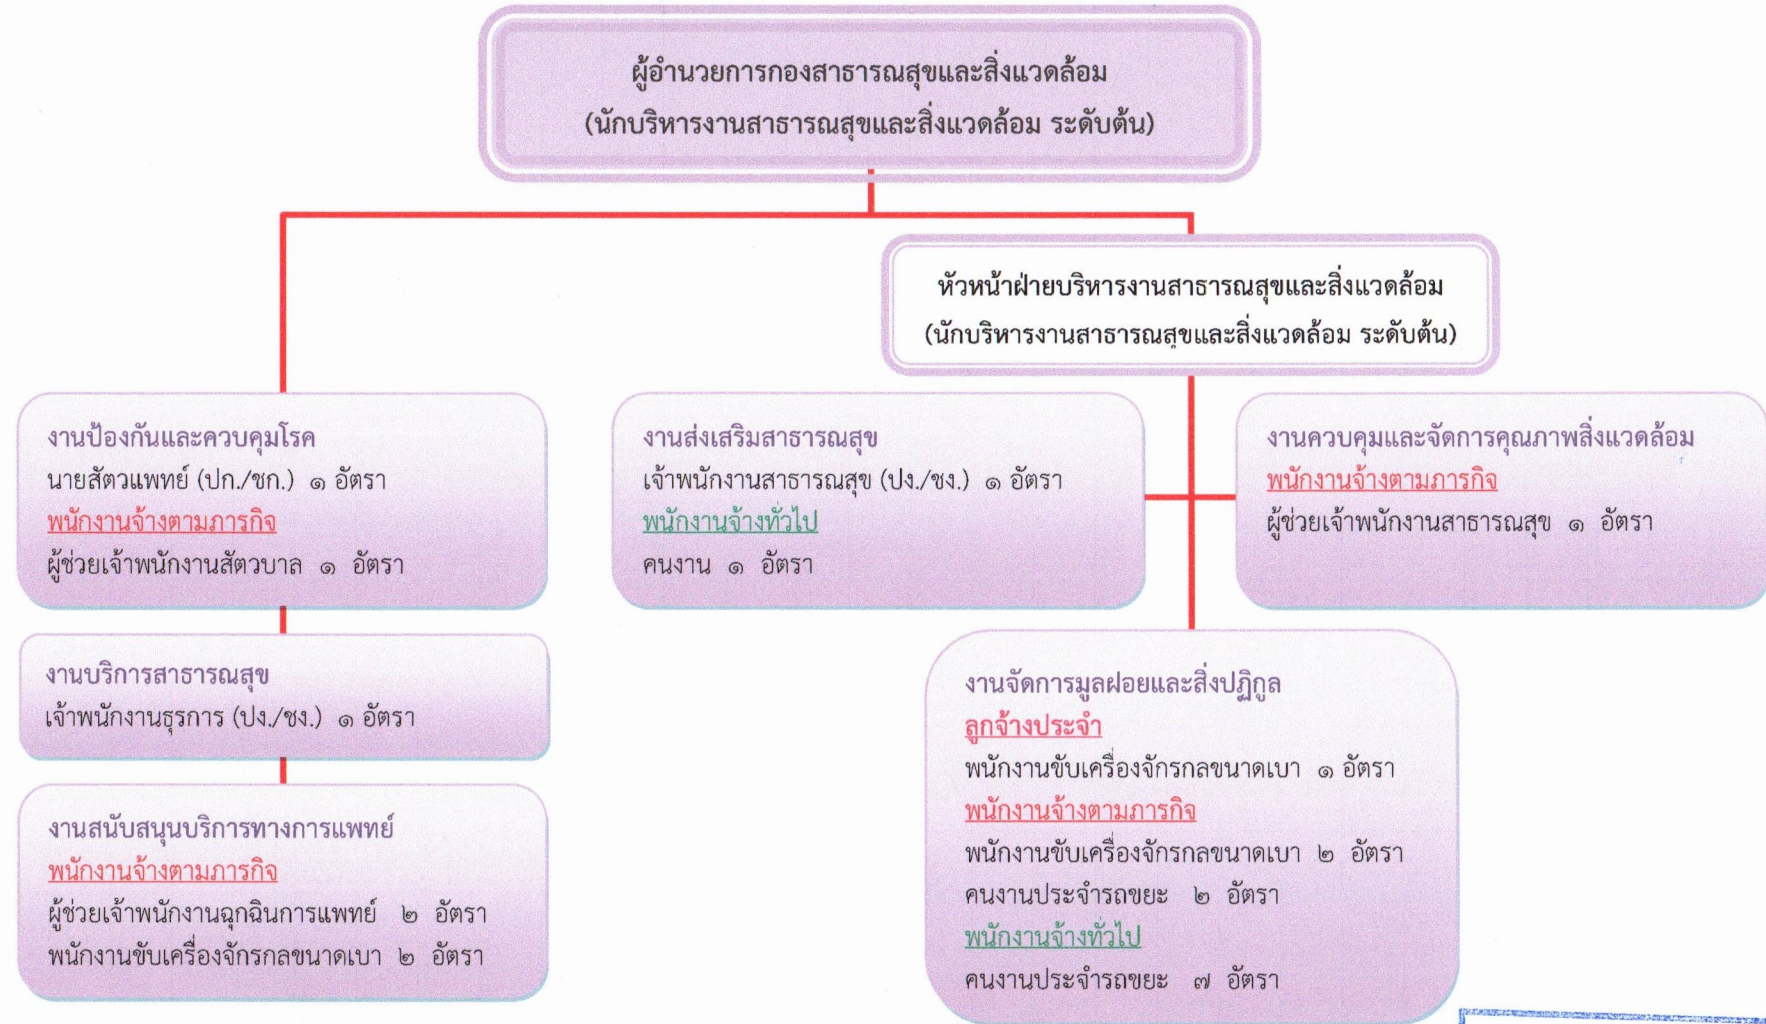 ผู้อำนวยการกองสาธารณสุขและสิ่งแวดล้อม
(นักบริหารงานสาธารณสุขและสิ่งแวดล้อม ระดับต้น)
หัวหน้าฝ่ายบริหารงานสาธารณสุขและสิ่งแวดล้อม
(นักบริหารงานสาธารณสุขและสิ่งแวดล้อม ระดับต้น)
งานป้องกันและควบคุมโรค
นายสัตวแพทย์ (ปก./ชก.) ๑ อัตรา
พนักงานจ้างตามภารกิจ
ผู้ช่วยเจ้าพนักงานสัตวบาล ๑ อัตรา
งานบริการสาธารณสุข
เจ้าพนักงานธุรการ (ปง./ชง.) ๑ อัตรา
งานสนับสนุนบริการทางการแพทย์
พนักงานจ้างตามภารกิจ
ผู้ช่วยเจ้าพนักงานฉุกเฉินการแพทย์ ๒ อัตรา
พนักงานขับเครื่องจักรกลขนาดเบา ๒ อัตรา
งานส่งเสริมสาธารณสุข
เจ้าพนักงานสาธารณสุข (ปง./ชง.) ๑ อัตรา
พนักงานจ้างทั่วไป
คนงาน ๑ อัตรา
งานควบคุมและจัดการคุณภาพสิ่งแวดล้อม
พนักงานจ้างตามภารกิจ
ผู้ช่วยเจ้าพนักงานสาธารณสุข ๑ อัตรา
งานจัดการมูลฝอยและสิ่งปฏิกูล
ลูกจ้างประจำ
พนักงานขับเครื่องจักรกลขนาดเบา ๑ อัตรา
พนักงานจ้างตามภารกิจ
พนักงานขับเครื่องจักรกลขนาดเบา ๒ อัตรา
คนงานประจำรถขยะ ๒ อัตรา
พนักงานจ้างทั่วไป
คนงานประจำรถขยะ ๗ อัตรา